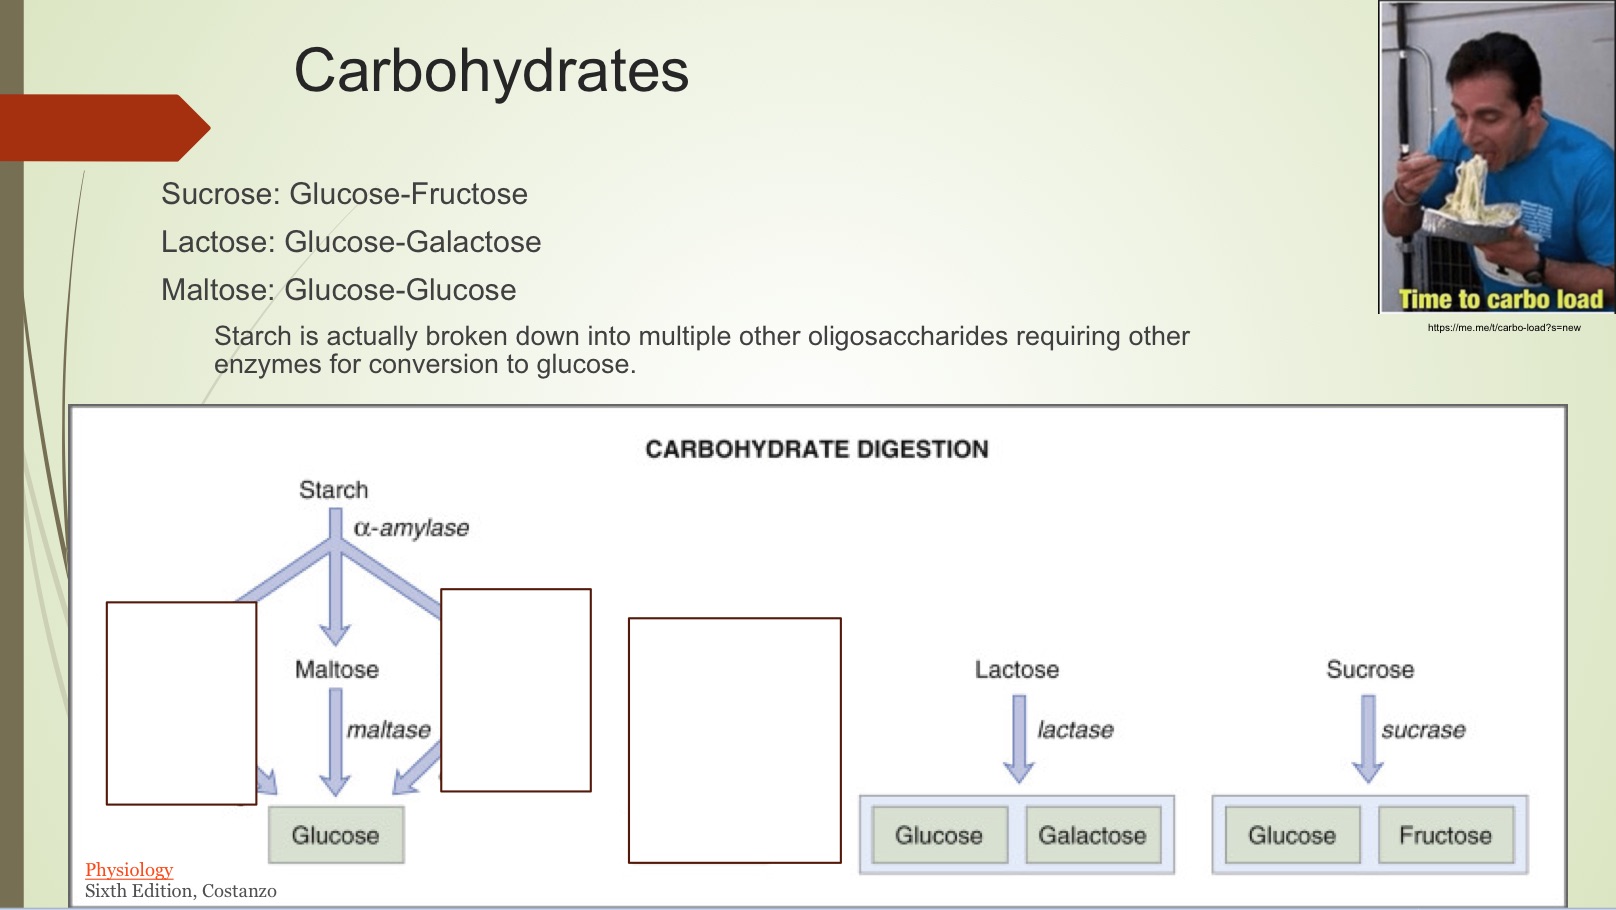 Carbohydrates
Sucrose: Glucose-Fructose
Lactose: Glucose-Galactose
Maltose: Glucose-Glucose
Starch is actually broken down into multiple other oligosaccharides requiring other
enzymes for conversion to glucose.
Time to carbo load
https://me.me/t/carbo-load?s=new
CARBOHYDRATE DIGESTION
Starch
α-amylase
Maltose
maltase
Glucose
Lactose
lactase
Glucose
Galactose
Sucrose
sucrase
Glucose
Fructose
Physiology
Sixth Edition, Costanzo